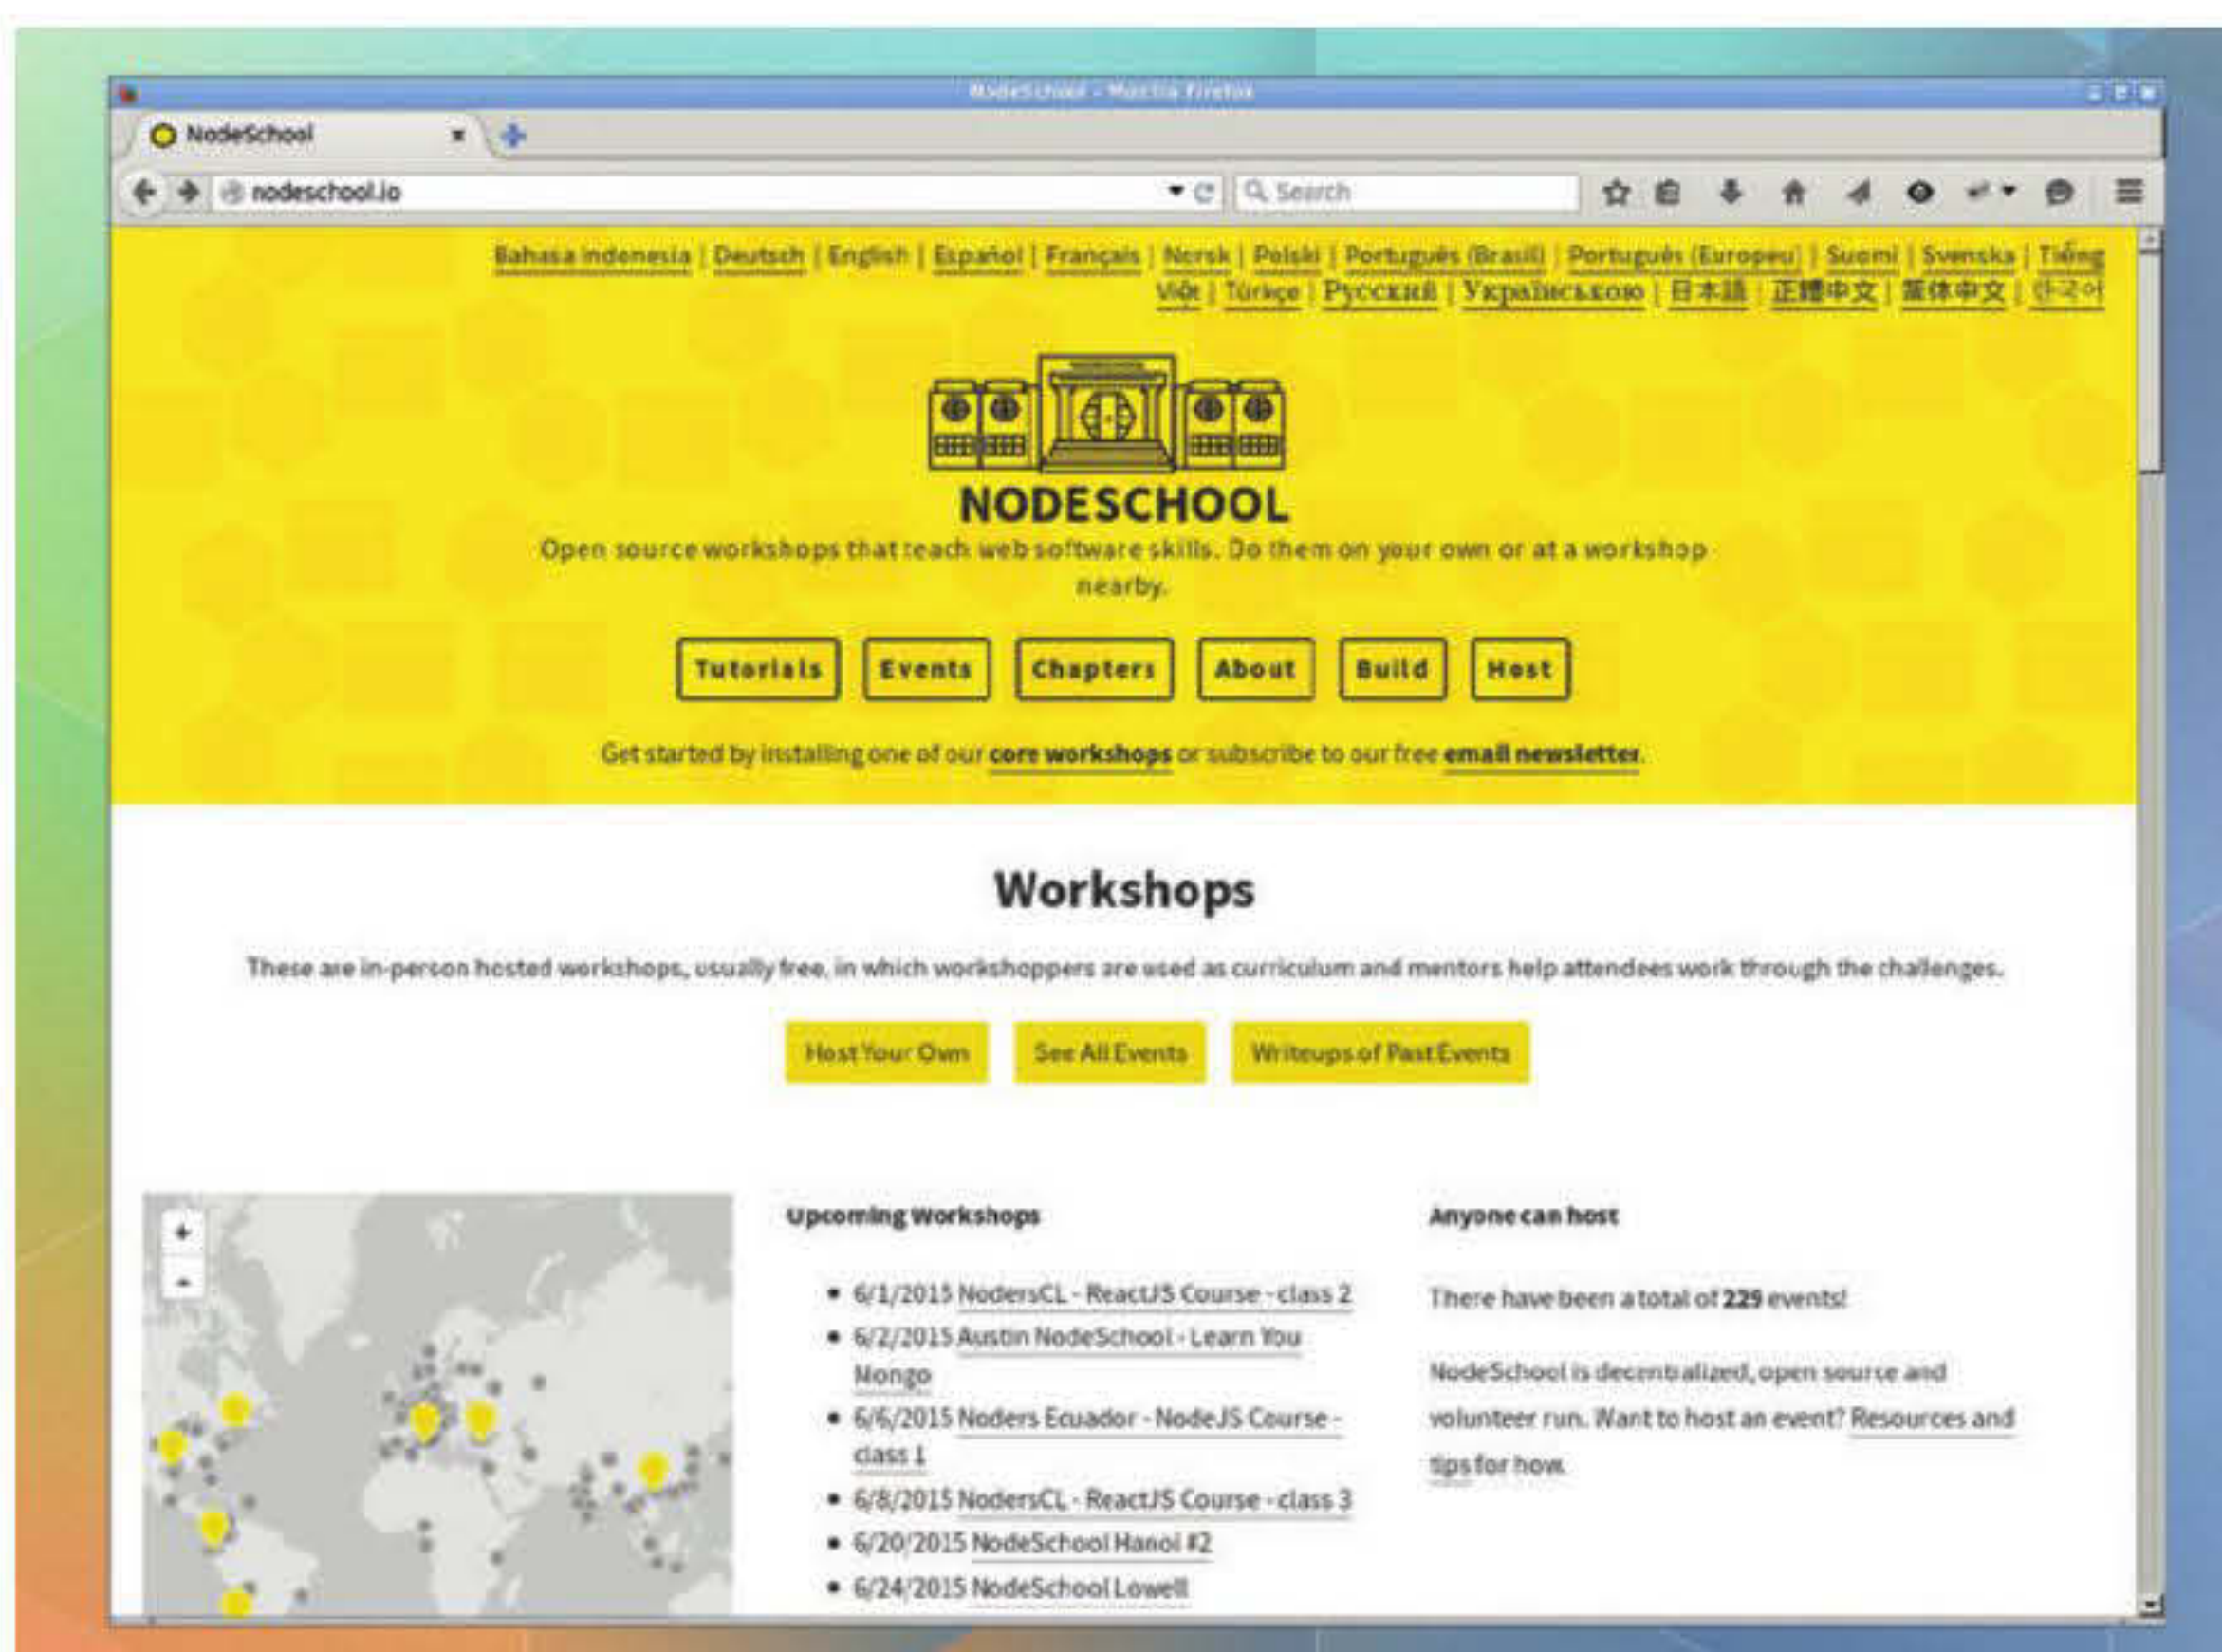 NodeSchool - Mozilla Firefox
NodeSchool
nodeschool.io
Search
Bahasa indonesia | Deutsch | English | Español | Français | Norsk | Polski | Português (Brasil) | Português (Europeu) | Suomi | Svenska | Tiếng
Việt | Türkçe | Русский | Українською | 日本語 | 正體中文 | 简体中文 | 한국어
NODESCHOOL
Open source workshops that teach web software skills. Do them on your own or at a workshop
nearby.
Tutorials Events Chapters About Build Host
Get started by installing one of our core workshops or subscribe to our free email newsletter.
Workshops
These are in-person hosted workshops, usually free, in which workshoppers are used as curriculum and mentors help attendees work through the challenges.
Host Your Own See All Events Writeups of Past Events
+
-
Upcoming Workshops
• 6/1/2015 NodersCL - ReactJS Course - class 2
• 6/2/2015 Austin NodeSchool - Learn You
Mongo
• 6/6/2015 Noders Ecuador - NodeJS Course -
class 1
• 6/8/2015 NodersCL - ReactJS Course - class 3
• 6/20/2015 NodeSchool Hanoi #2
• 6/24/2015 NodeSchool Lowell
Anyone can host
There have been a total of 229 events!
NodeSchool is decentralized, open source and
volunteer run. Want to host an event? Resources and
tips for how.